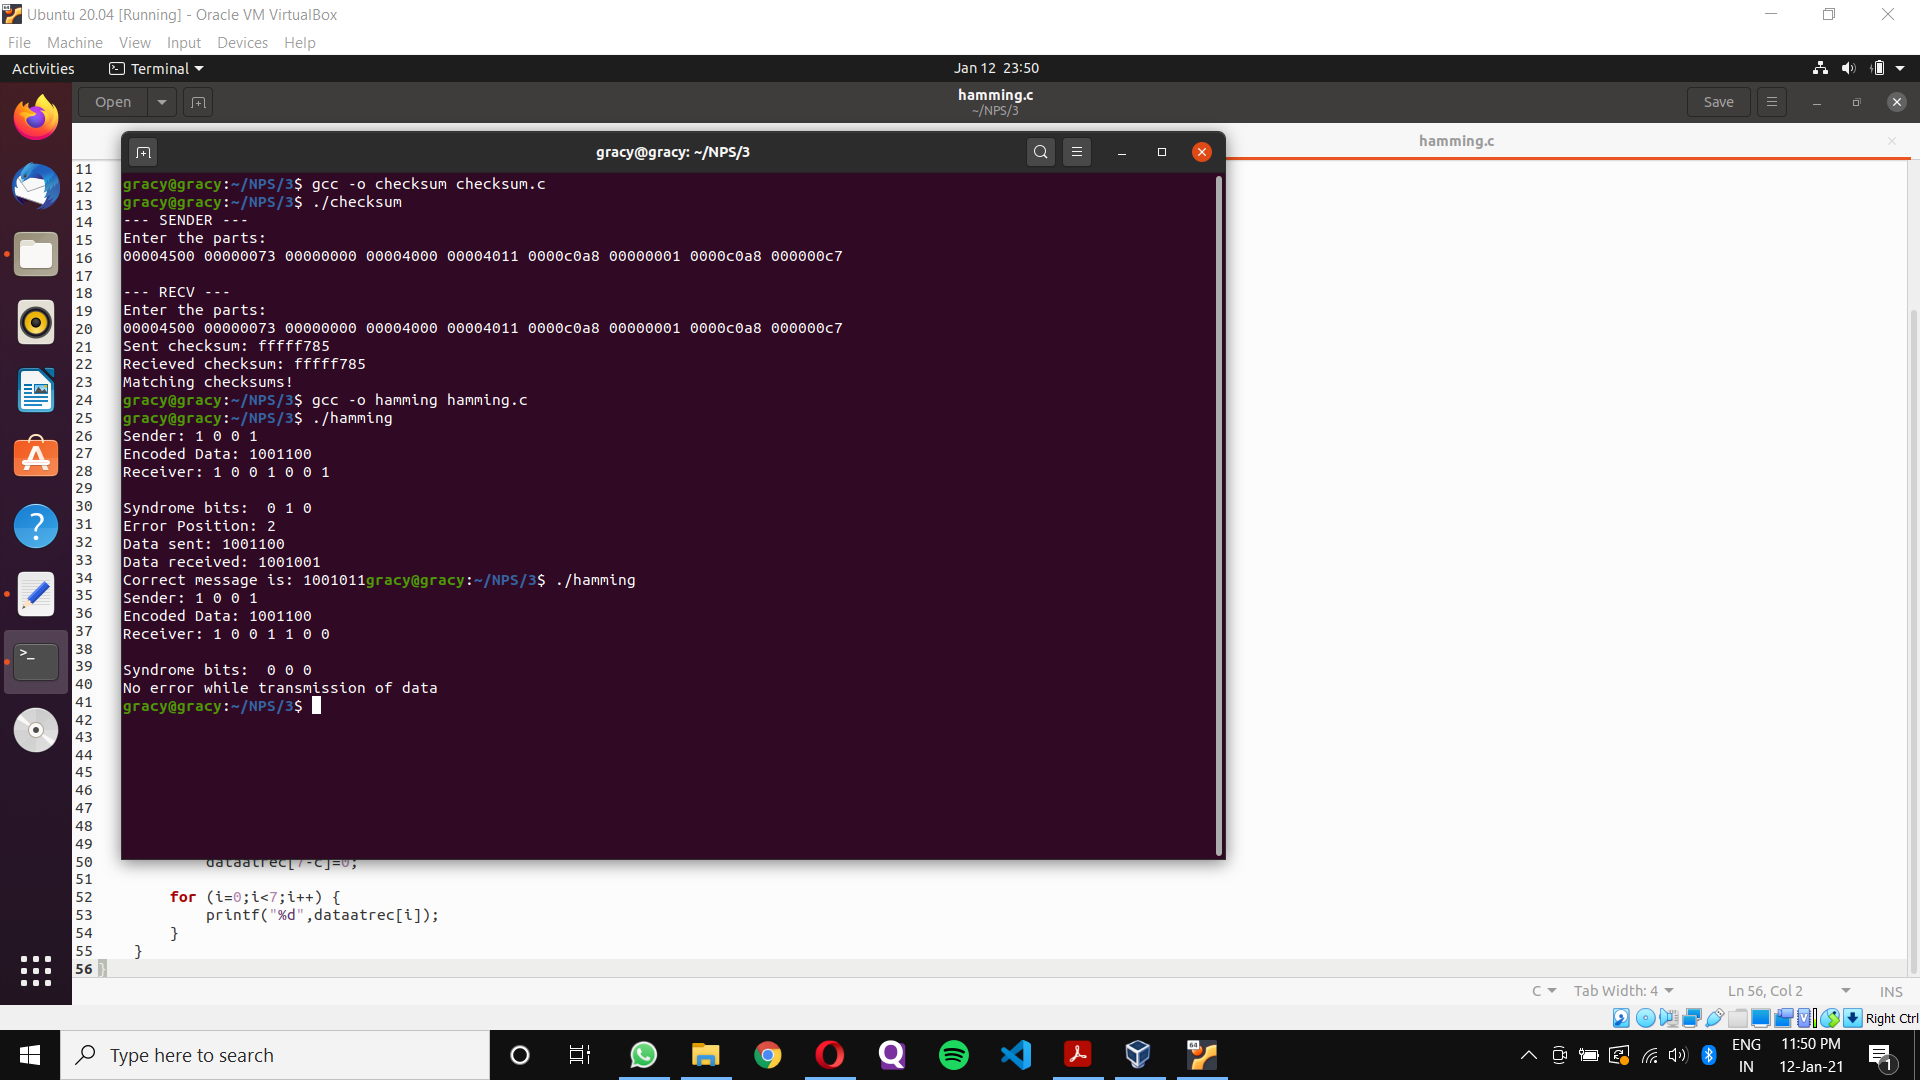 Ubuntu 20.04 [Running] - Oracle VM VirtualBox
File Machine View Input Devices Help
Activities Terminal Jan 12 23:50
Open hamming.c Save
~/NPS/3
hamming.c
gracy@gracy: ~/NPS/3
11
12
13
14
15
16
17
18
19
20
21
22
23
24
25
26
27
28
29
30
31
32
33
34
35
36
37
38
39
40
41
42
43
44
45
46
47
48
49
gracy@gracy:~/NPS/3$ gcc -o checksum checksum.c
gracy@gracy:~/NPS/3$ ./checksum
--- SENDER ---
Enter the parts:
00004500 00000073 00000000 00004000 00004011 0000c0a8 00000001 0000c0a8 000000c7
--- RECV ---
Enter the parts:
00004500 00000073 00000000 00004000 00004011 0000c0a8 00000001 0000c0a8 000000c7
Sent checksum: fffff785
Recieved checksum: fffff785
Matching checksums!
gracy@gracy:~/NPS/3$ gcc -o hamming hamming.c
gracy@gracy:~/NPS/3$ ./hamming
Sender: 1 0 0 1
Encoded Data: 1001100
Receiver: 1 0 0 1 0 0 1
Syndrome bits:  0 1 0
Error Position: 2
Data sent: 1001100
Data received: 1001001
Correct message is: 1001011gracy@gracy:~/NPS/3$ ./hamming
Sender: 1 0 0 1
Encoded Data: 1001100
Receiver: 1 0 0 1 1 0 0
Syndrome bits:  0 0 0
No error while transmission of data
gracy@gracy:~/NPS/3$
50 dataatrec[7-c]=0;
51
52 for (i=0;i<7;i++) {
53 printf("%d",dataatrec[i]);
54 }
55 }
56 }
C Tab Width: 4 Ln 56, Col 2 INS
Right Ctrl
Type here to search
ENG
IN
11:50 PM
12-Jan-21
1